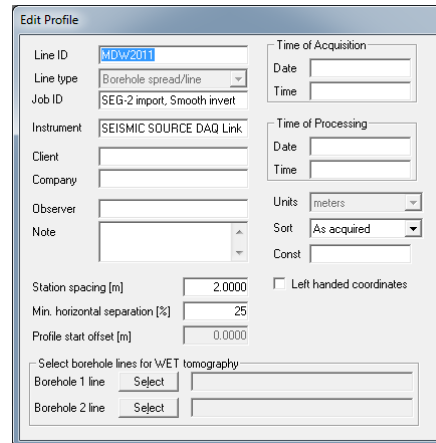 Edit Profile
Line ID MDW2011
Line type Borehole spread/line
Job ID SEG-2 import, Smooth invert
Instrument SEISMIC SOURCE DAQ Link
Client
Company
Observer
Note
Station spacing [m] 2.0000
Min. horizontal separation [%] 25
Profile start offset [m] 0.0000
Time of Acquisition
Date
Time
Time of Processing
Date
Time
Units meters
Sort As acquired
Const
Left handed coordinates
Select borehole lines for WET tomography
Borehole 1 line Select
Borehole 2 line Select